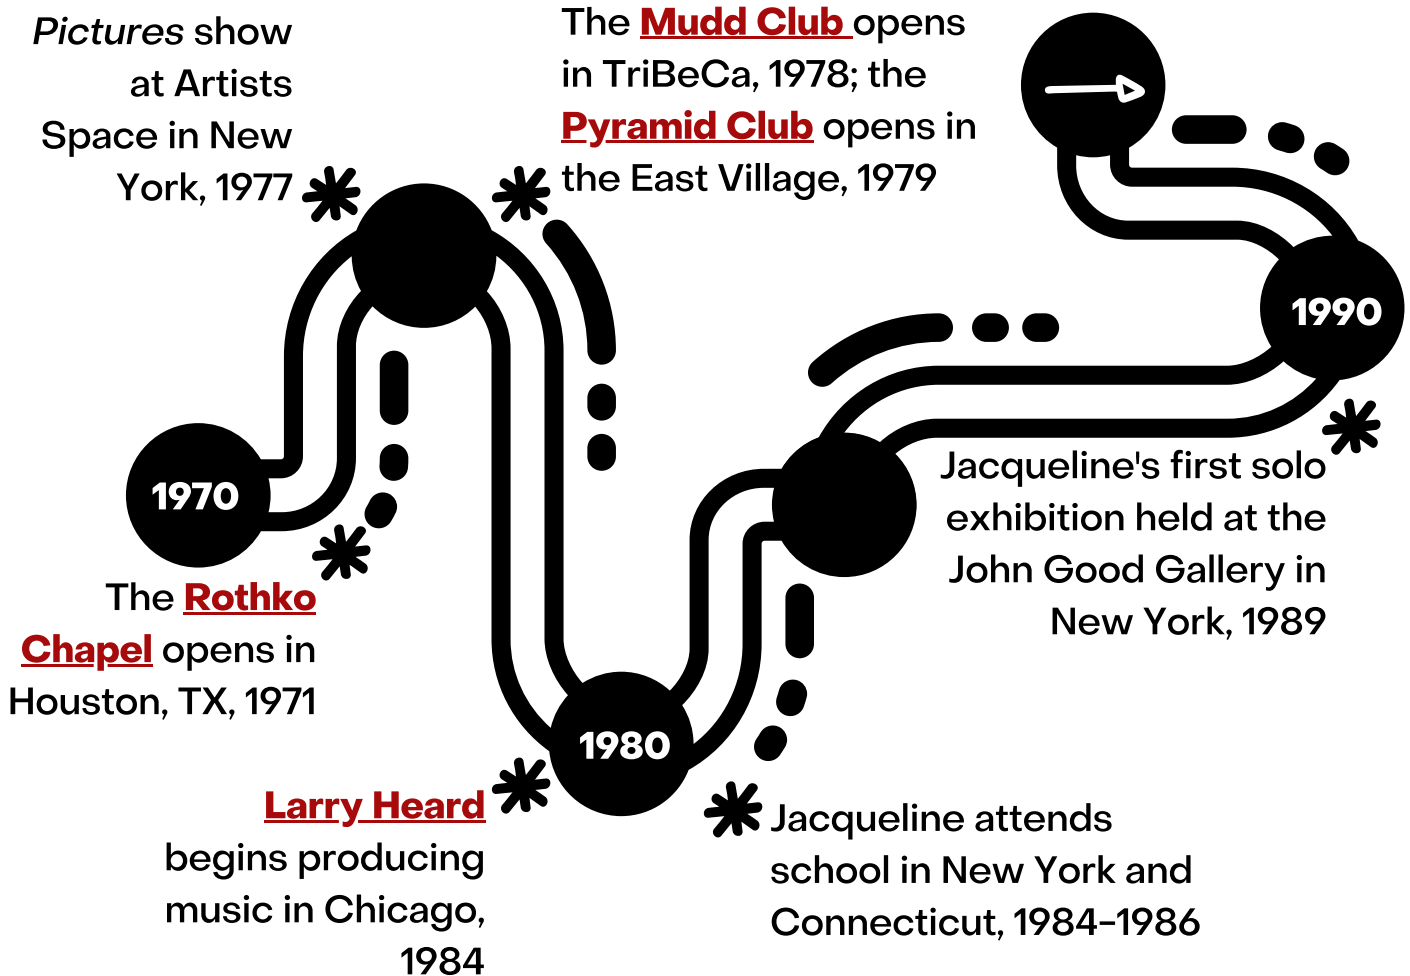 Pictures show
at Artists
Space in New
York, 1977
The Mudd Club opens
in TriBeCa, 1978; the
Pyramid Club opens in
the East Village, 1979
1990
1970
Jacqueline's first solo
exhibition held at the
John Good Gallery in
New York, 1989
The Rothko
Chapel opens in
Houston, TX, 1971
1980
Larry Heard
begins producing
music in Chicago,
1984
Jacqueline attends
school in New York and
Connecticut, 1984-1986